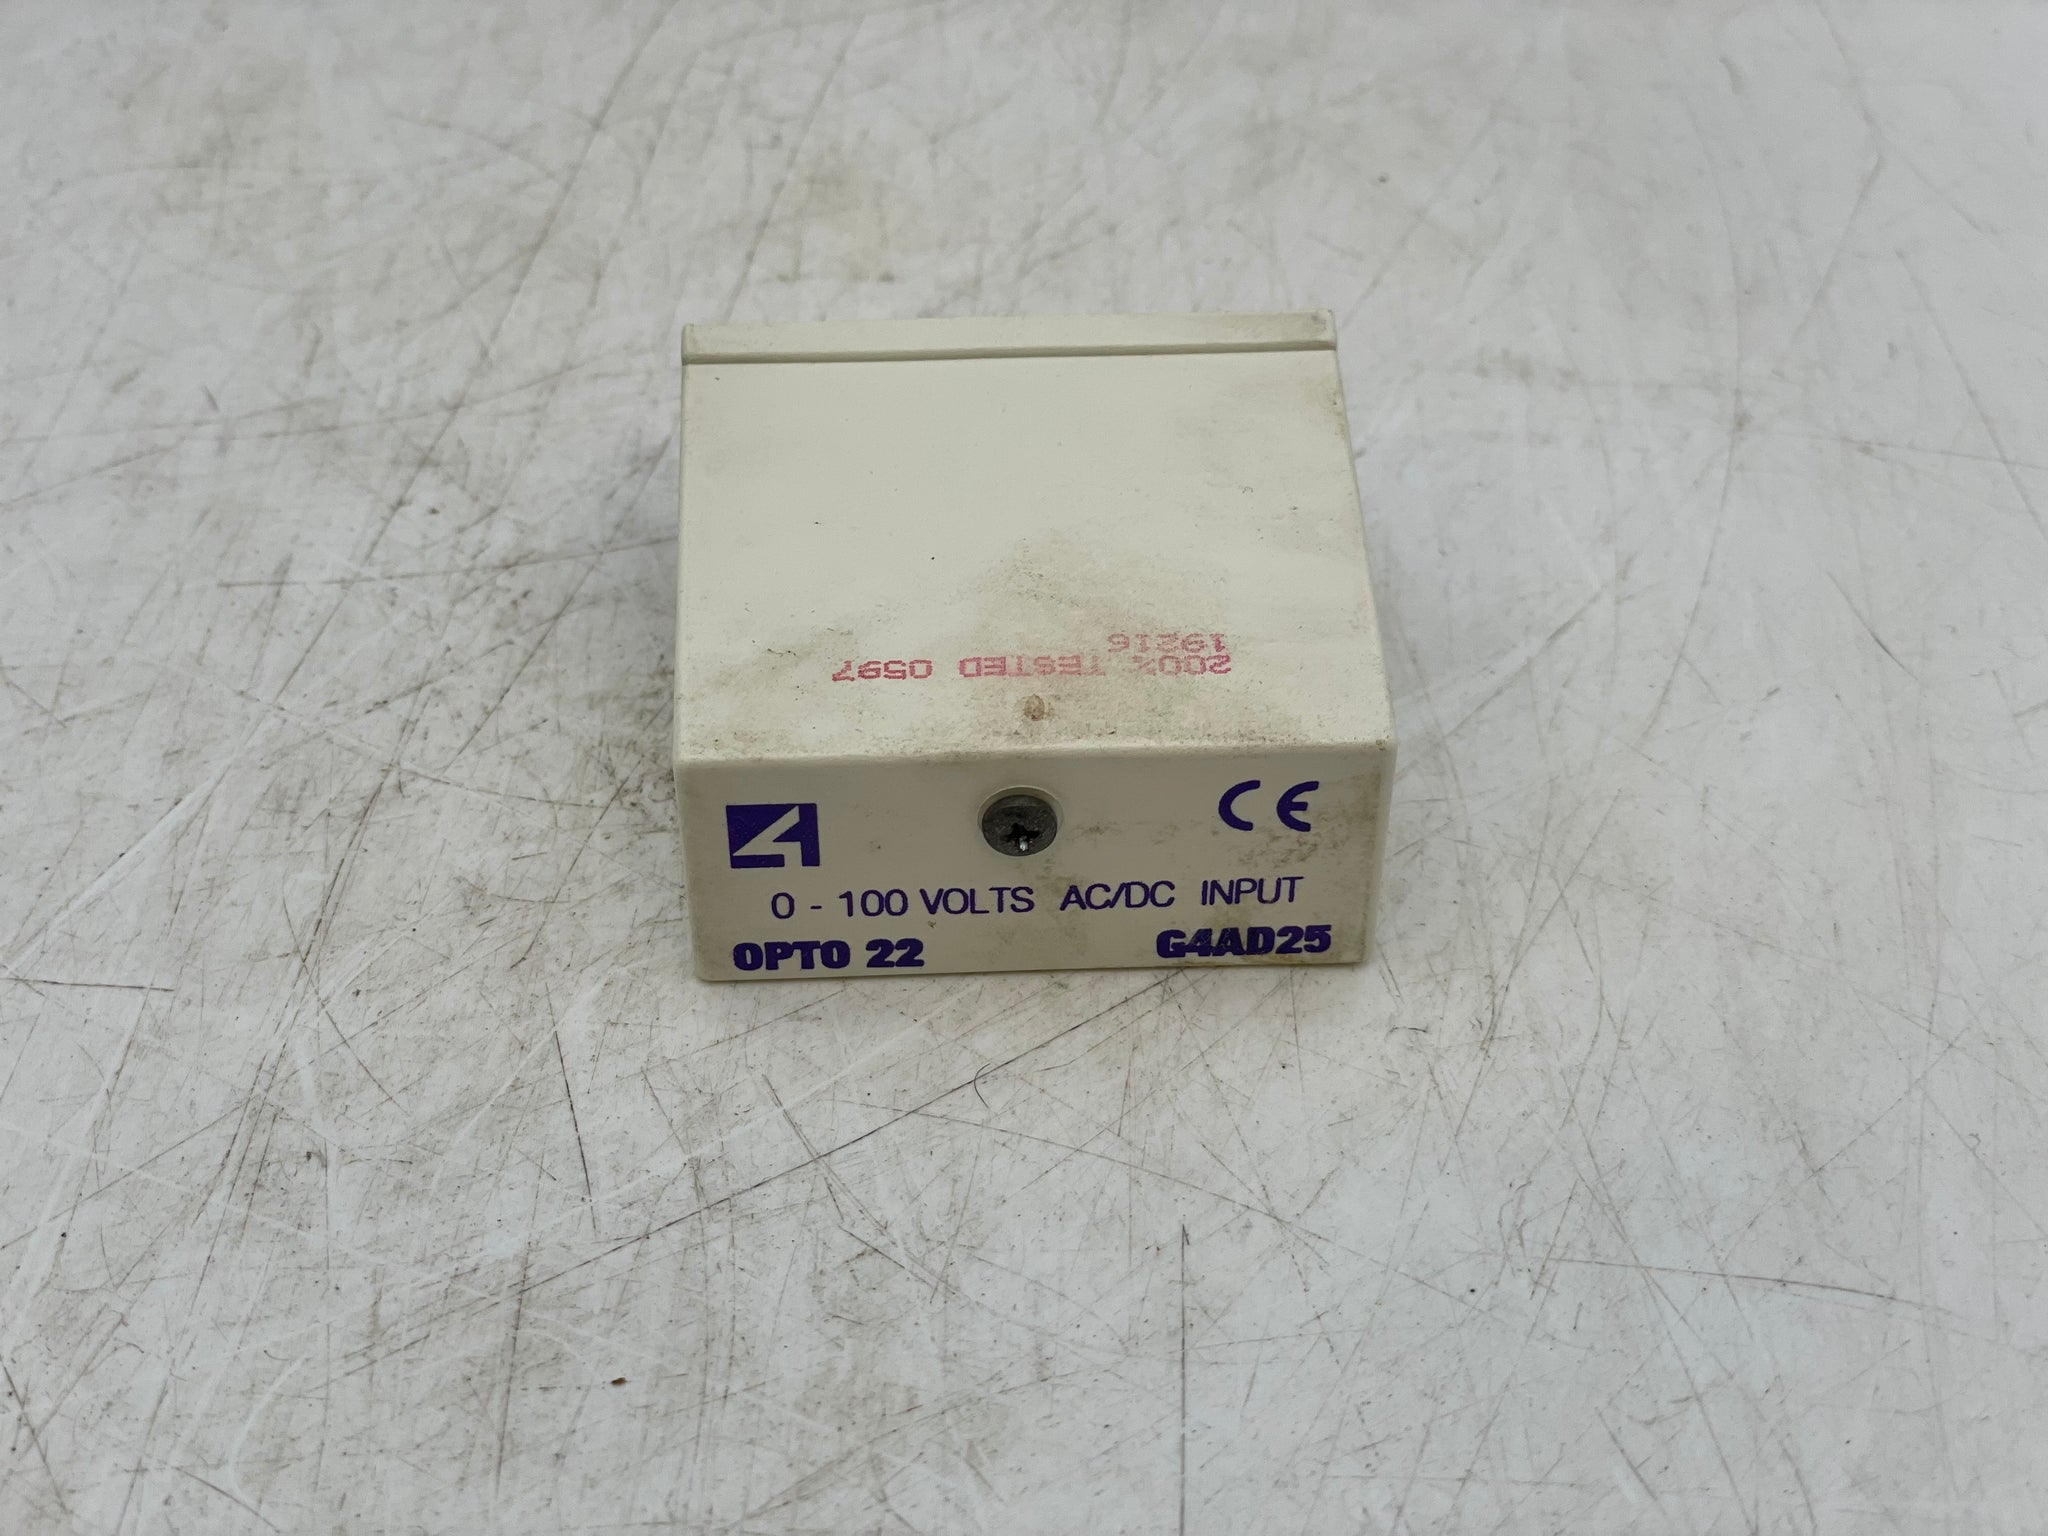 200% TESTED 0597
19216
CE
0 - 100 VOLTS AC/DC INPUT
OPTO 22 G4AD25